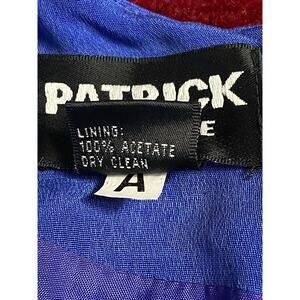 PATRICK
E
LINING:
100% ACETATE
DRY CLEAN
A